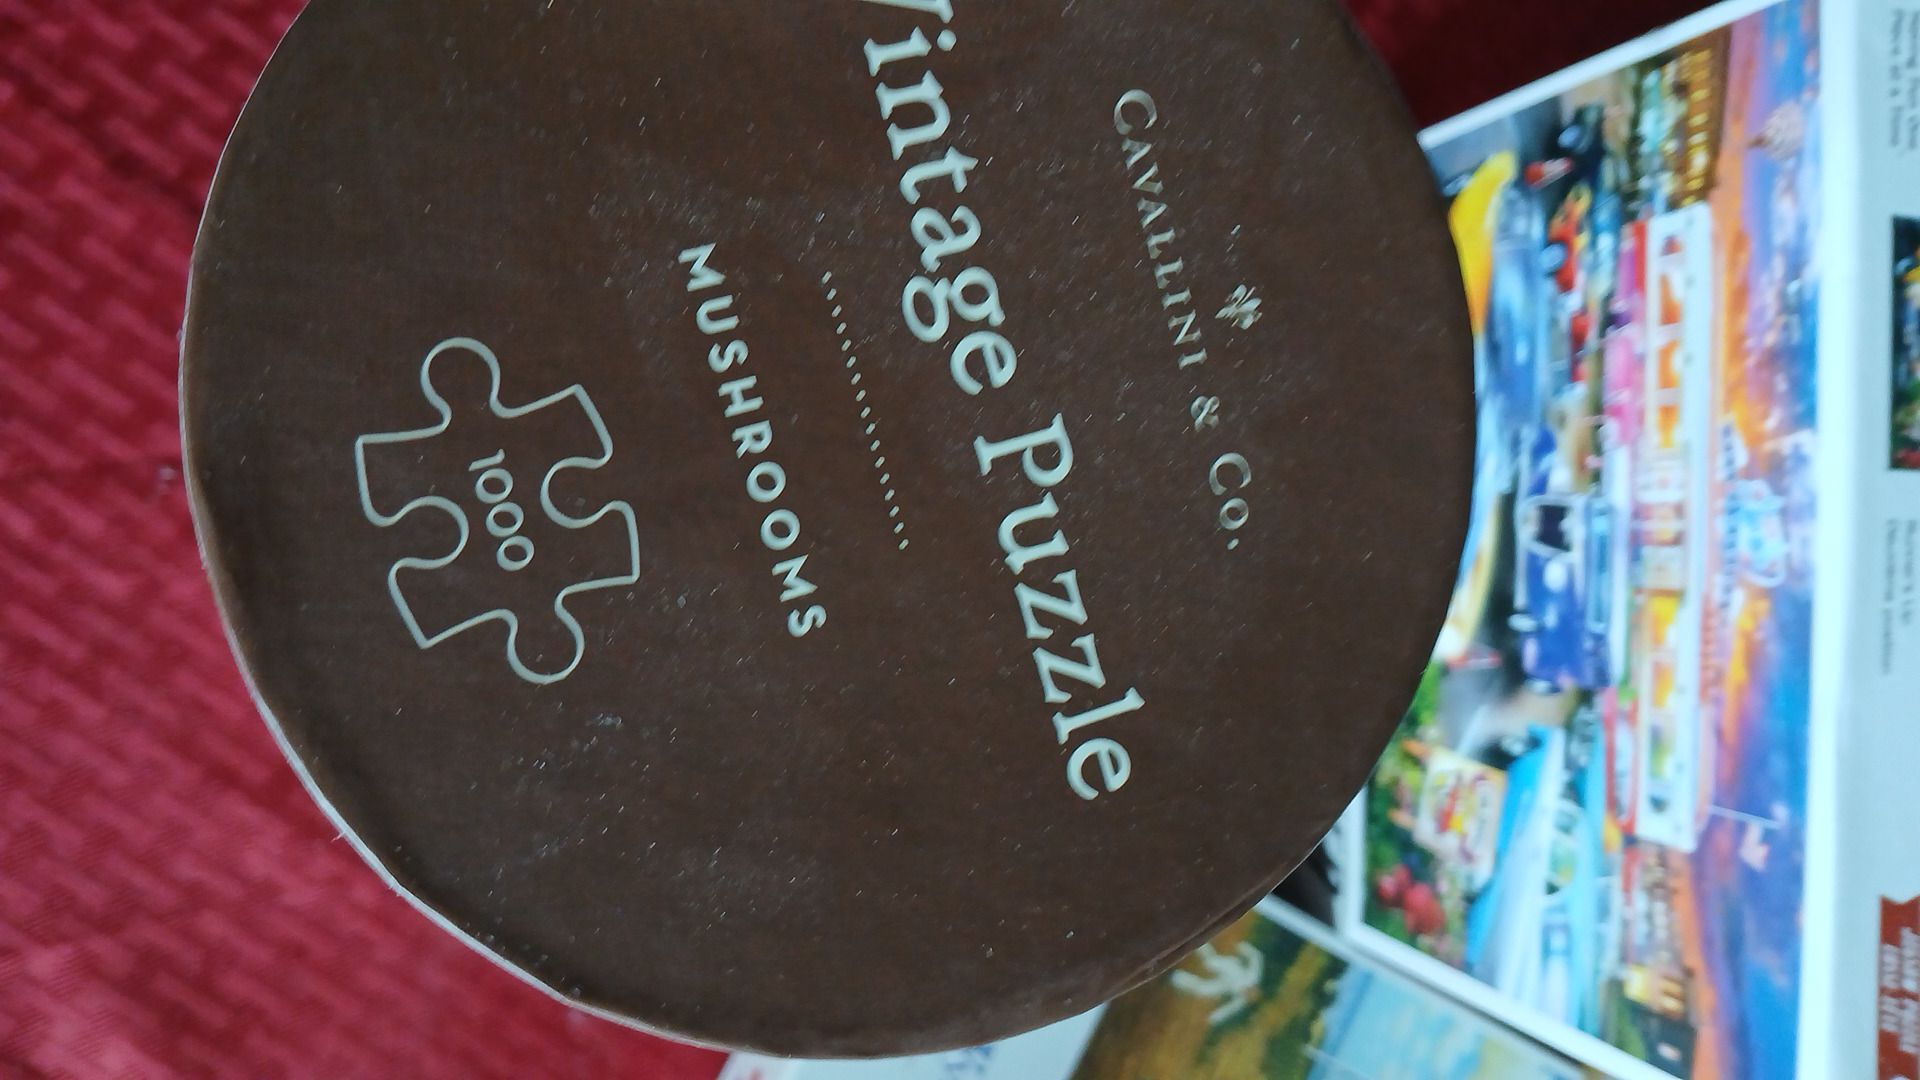 CAVALLINI & CO.
Vintage Puzzle
MUSHROOMS
1000